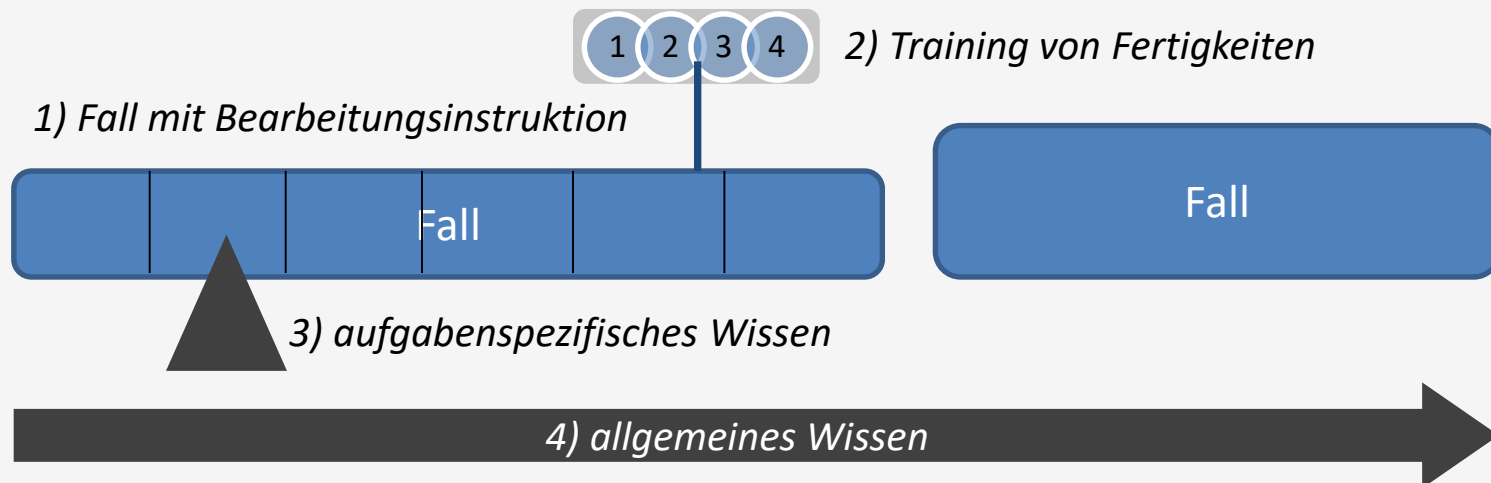 1 2 3 4
2) Training von Fertigkeiten
1) Fall mit Bearbeitungsinstruktion
Fall
Fall
3) aufgabenspezifisches Wissen
4) allgemeines Wissen